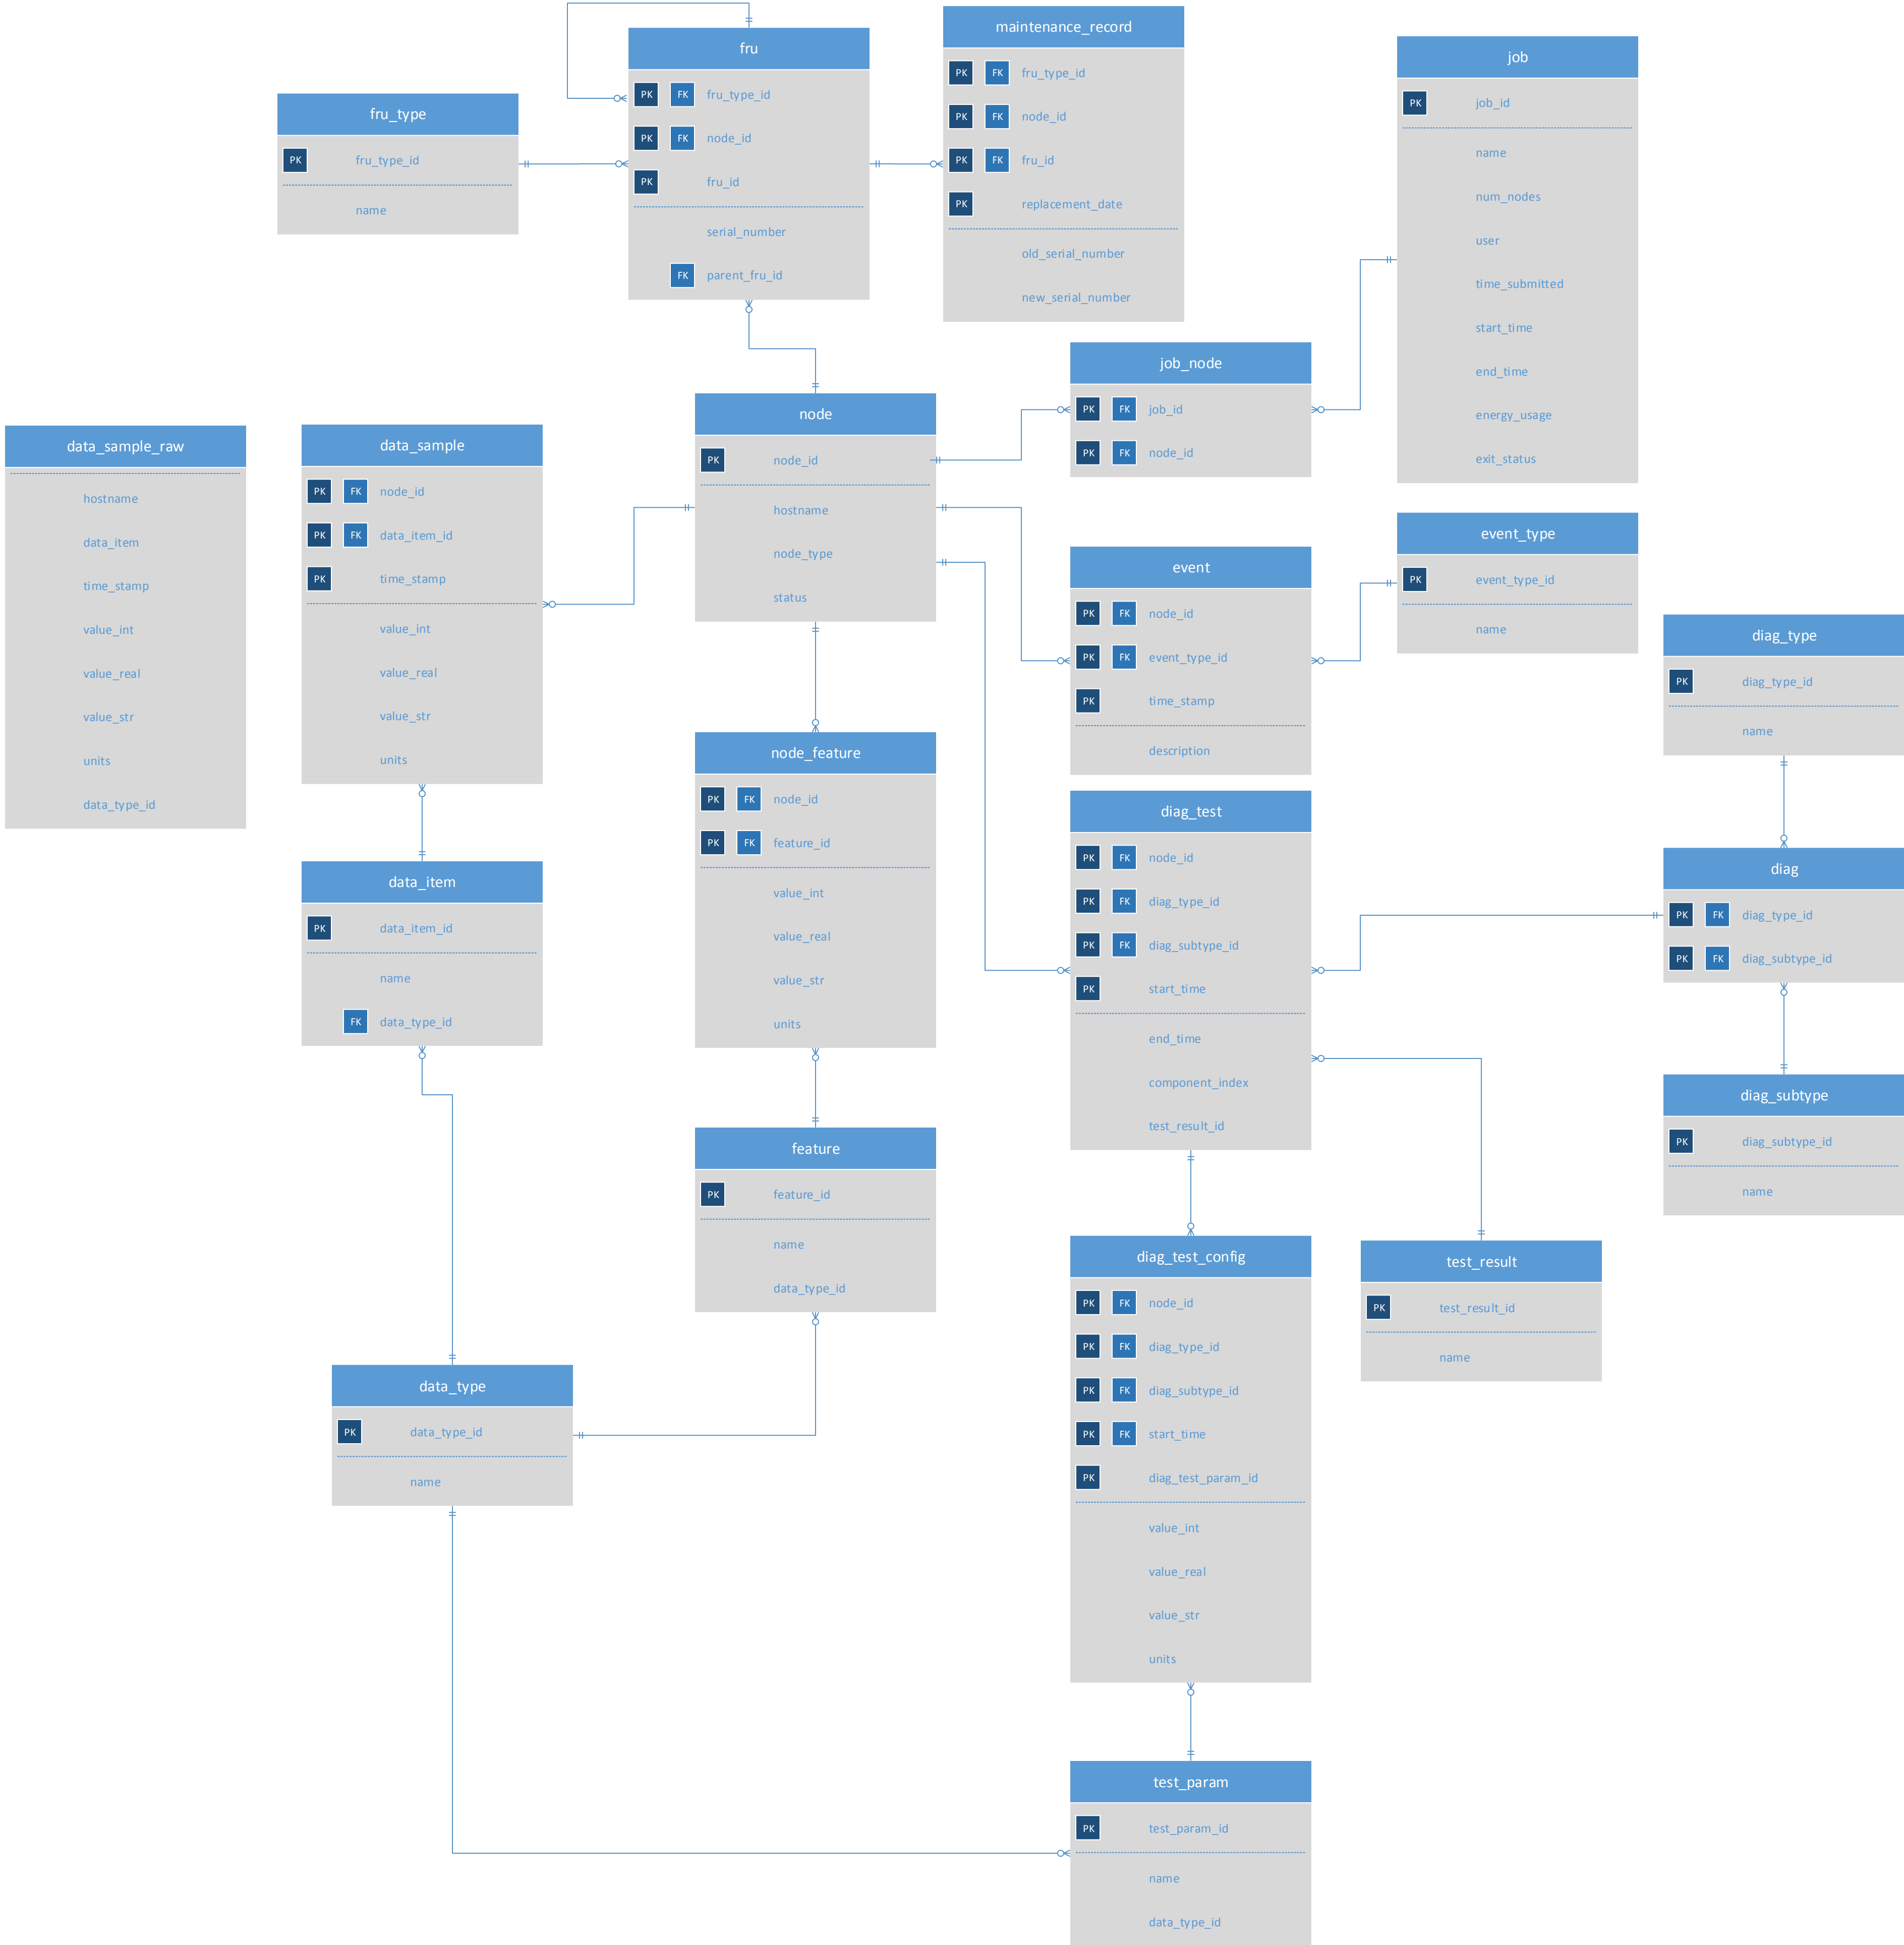 fru
PK FK fru_type_id
PK FK node_id
PK fru_id
serial_number
FK parent_fru_id
maintenance_record
PK FK fru_type_id
PK FK node_id
PK FK fru_id
PK replacement_date
old_serial_number
new_serial_number
job
PK job_id
name
num_nodes
user
time_submitted
start_time
end_time
energy_usage
exit_status
fru_type
PK fru_type_id
name
job_node
PK FK job_id
PK FK node_id
node
PK node_id
hostname
node_type
status
data_sample_raw
hostname
data_item
time_stamp
value_int
value_real
value_str
units
data_type_id
data_sample
PK FK node_id
PK FK data_item_id
PK time_stamp
value_int
value_real
value_str
units
event
PK FK node_id
PK FK event_type_id
PK time_stamp
description
event_type
PK event_type_id
name
diag_type
PK diag_type_id
name
node_feature
PK FK node_id
PK FK feature_id
value_int
value_real
value_str
units
diag_test
PK FK node_id
PK FK diag_type_id
PK FK diag_subtype_id
PK start_time
end_time
component_index
test_result_id
diag
PK FK diag_type_id
PK FK diag_subtype_id
data_item
PK data_item_id
name
FK data_type_id
diag_subtype
PK diag_subtype_id
name
feature
PK feature_id
name
data_type_id
diag_test_config
PK FK node_id
PK FK diag_type_id
PK FK diag_subtype_id
PK FK start_time
PK diag_test_param_id
value_int
value_real
value_str
units
test_result
PK test_result_id
name
data_type
PK data_type_id
name
test_param
PK test_param_id
name
data_type_id